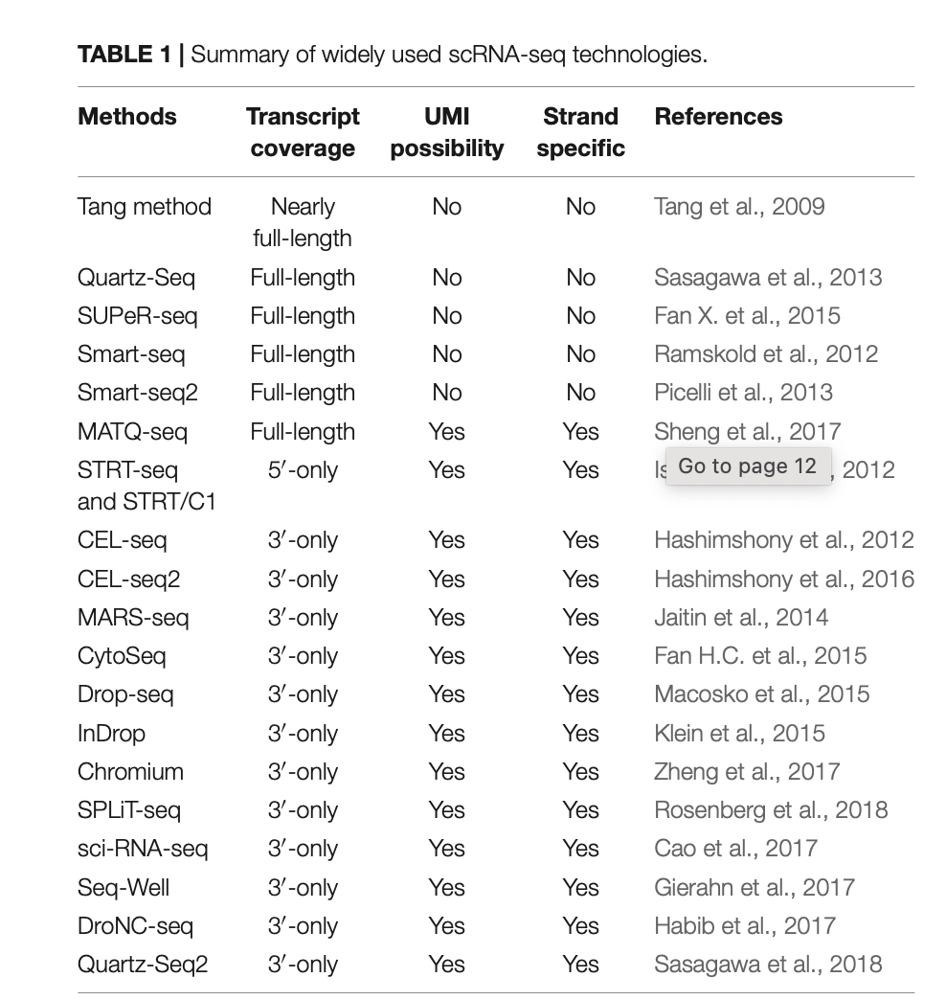 TABLE 1 | Summary of widely used scRNA-seq technologies.
Methods Transcript coverage UMI possibility Strand specific References
Tang method Nearly full-length No No Tang et al., 2009
Quartz-Seq Full-length No No Sasagawa et al., 2013
SUPeR-seq Full-length No No Fan X. et al., 2015
Smart-seq Full-length No No Ramskold et al., 2012
Smart-seq2 Full-length No No Picelli et al., 2013
MATQ-seq Full-length Yes Yes Sheng et al., 2017
STRT-seq and STRT/C1 5′-only Yes Yes , 2012
Go to page 12
CEL-seq 3′-only Yes Yes Hashimshony et al., 2012
CEL-seq2 3′-only Yes Yes Hashimshony et al., 2016
MARS-seq 3′-only Yes Yes Jaitin et al., 2014
CytoSeq 3′-only Yes Yes Fan H.C. et al., 2015
Drop-seq 3′-only Yes Yes Macosko et al., 2015
InDrop 3′-only Yes Yes Klein et al., 2015
Chromium 3′-only Yes Yes Zheng et al., 2017
SPLiT-seq 3′-only Yes Yes Rosenberg et al., 2018
sci-RNA-seq 3′-only Yes Yes Cao et al., 2017
Seq-Well 3′-only Yes Yes Gierahn et al., 2017
DroNC-seq 3′-only Yes Yes Habib et al., 2017
Quartz-Seq2 3′-only Yes Yes Sasagawa et al., 2018